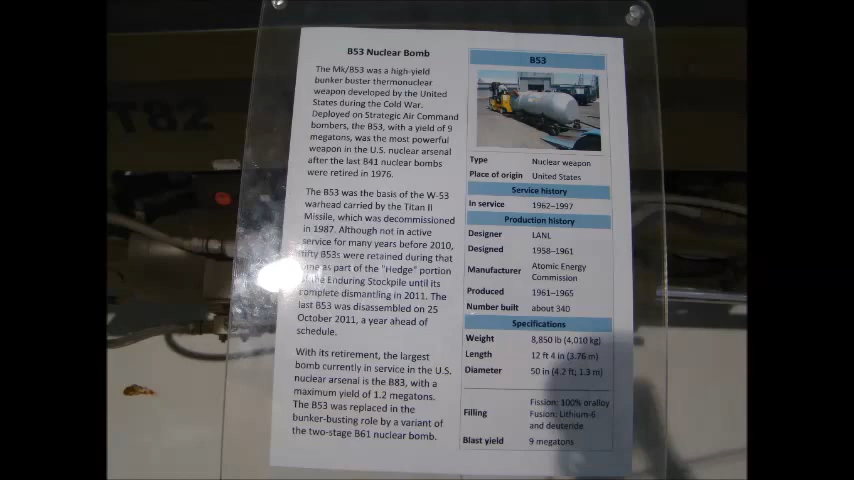 B53 Nuclear Bomb
The Mk/B53 was a high-yield
bunker buster thermonuclear
weapon developed by the United
States during the Cold War.
Deployed on Strategic Air Command
bombers, the B53, with a yield of 9
megatons, was the most powerful
weapon in the U.S. nuclear arsenal
after the last B41 nuclear bombs
were retired in 1976.
The B53 was the basis of the W-53
warhead carried by the Titan II
Missile, which was decommissioned
in 1987. Although not in active
service for many years before 2010,
fifty B53s were retained during that
time as part of the "Hedge" portion
of the Enduring Stockpile until its
complete dismantling in 2011. The
last B53 was disassembled on 25
October 2011, a year ahead of
schedule.
With its retirement, the largest
bomb currently in service in the U.S.
nuclear arsenal is the B83, with a
maximum yield of 1.2 megatons.
The B53 was replaced in the
bunker-busting role by a variant of
the two-stage B61 nuclear bomb.
B53
Type Nuclear weapon
Place of origin United States
Service history
In service 1962–1997
Production history
Designer LANL
Designed 1958–1961
Manufacturer Atomic Energy
Commission
Produced 1961–1965
Number built about 340
Specifications
Weight 8,850 lb (4,010 kg)
Length 12 ft 4 in (3.76 m)
Diameter 50 in (4.2 ft; 1.3 m)
Filling Fission: 100% oralloy
Fusion: Lithium-6
and deuteride
Blast yield 9 megatons
T82